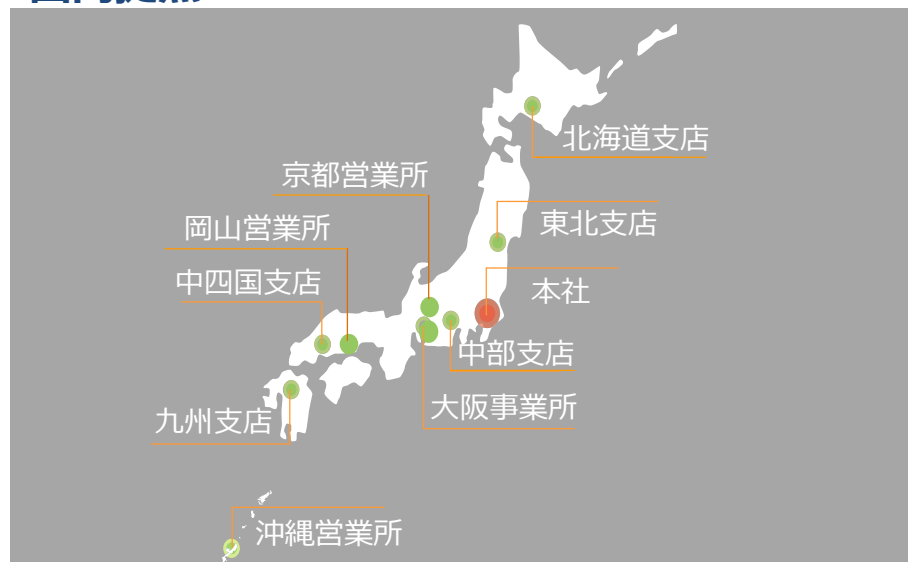 北海道支店
京都営業所
東北支店
岡山営業所
中四国支店
本社
中部支店
大阪事業所
九州支店
沖縄営業所